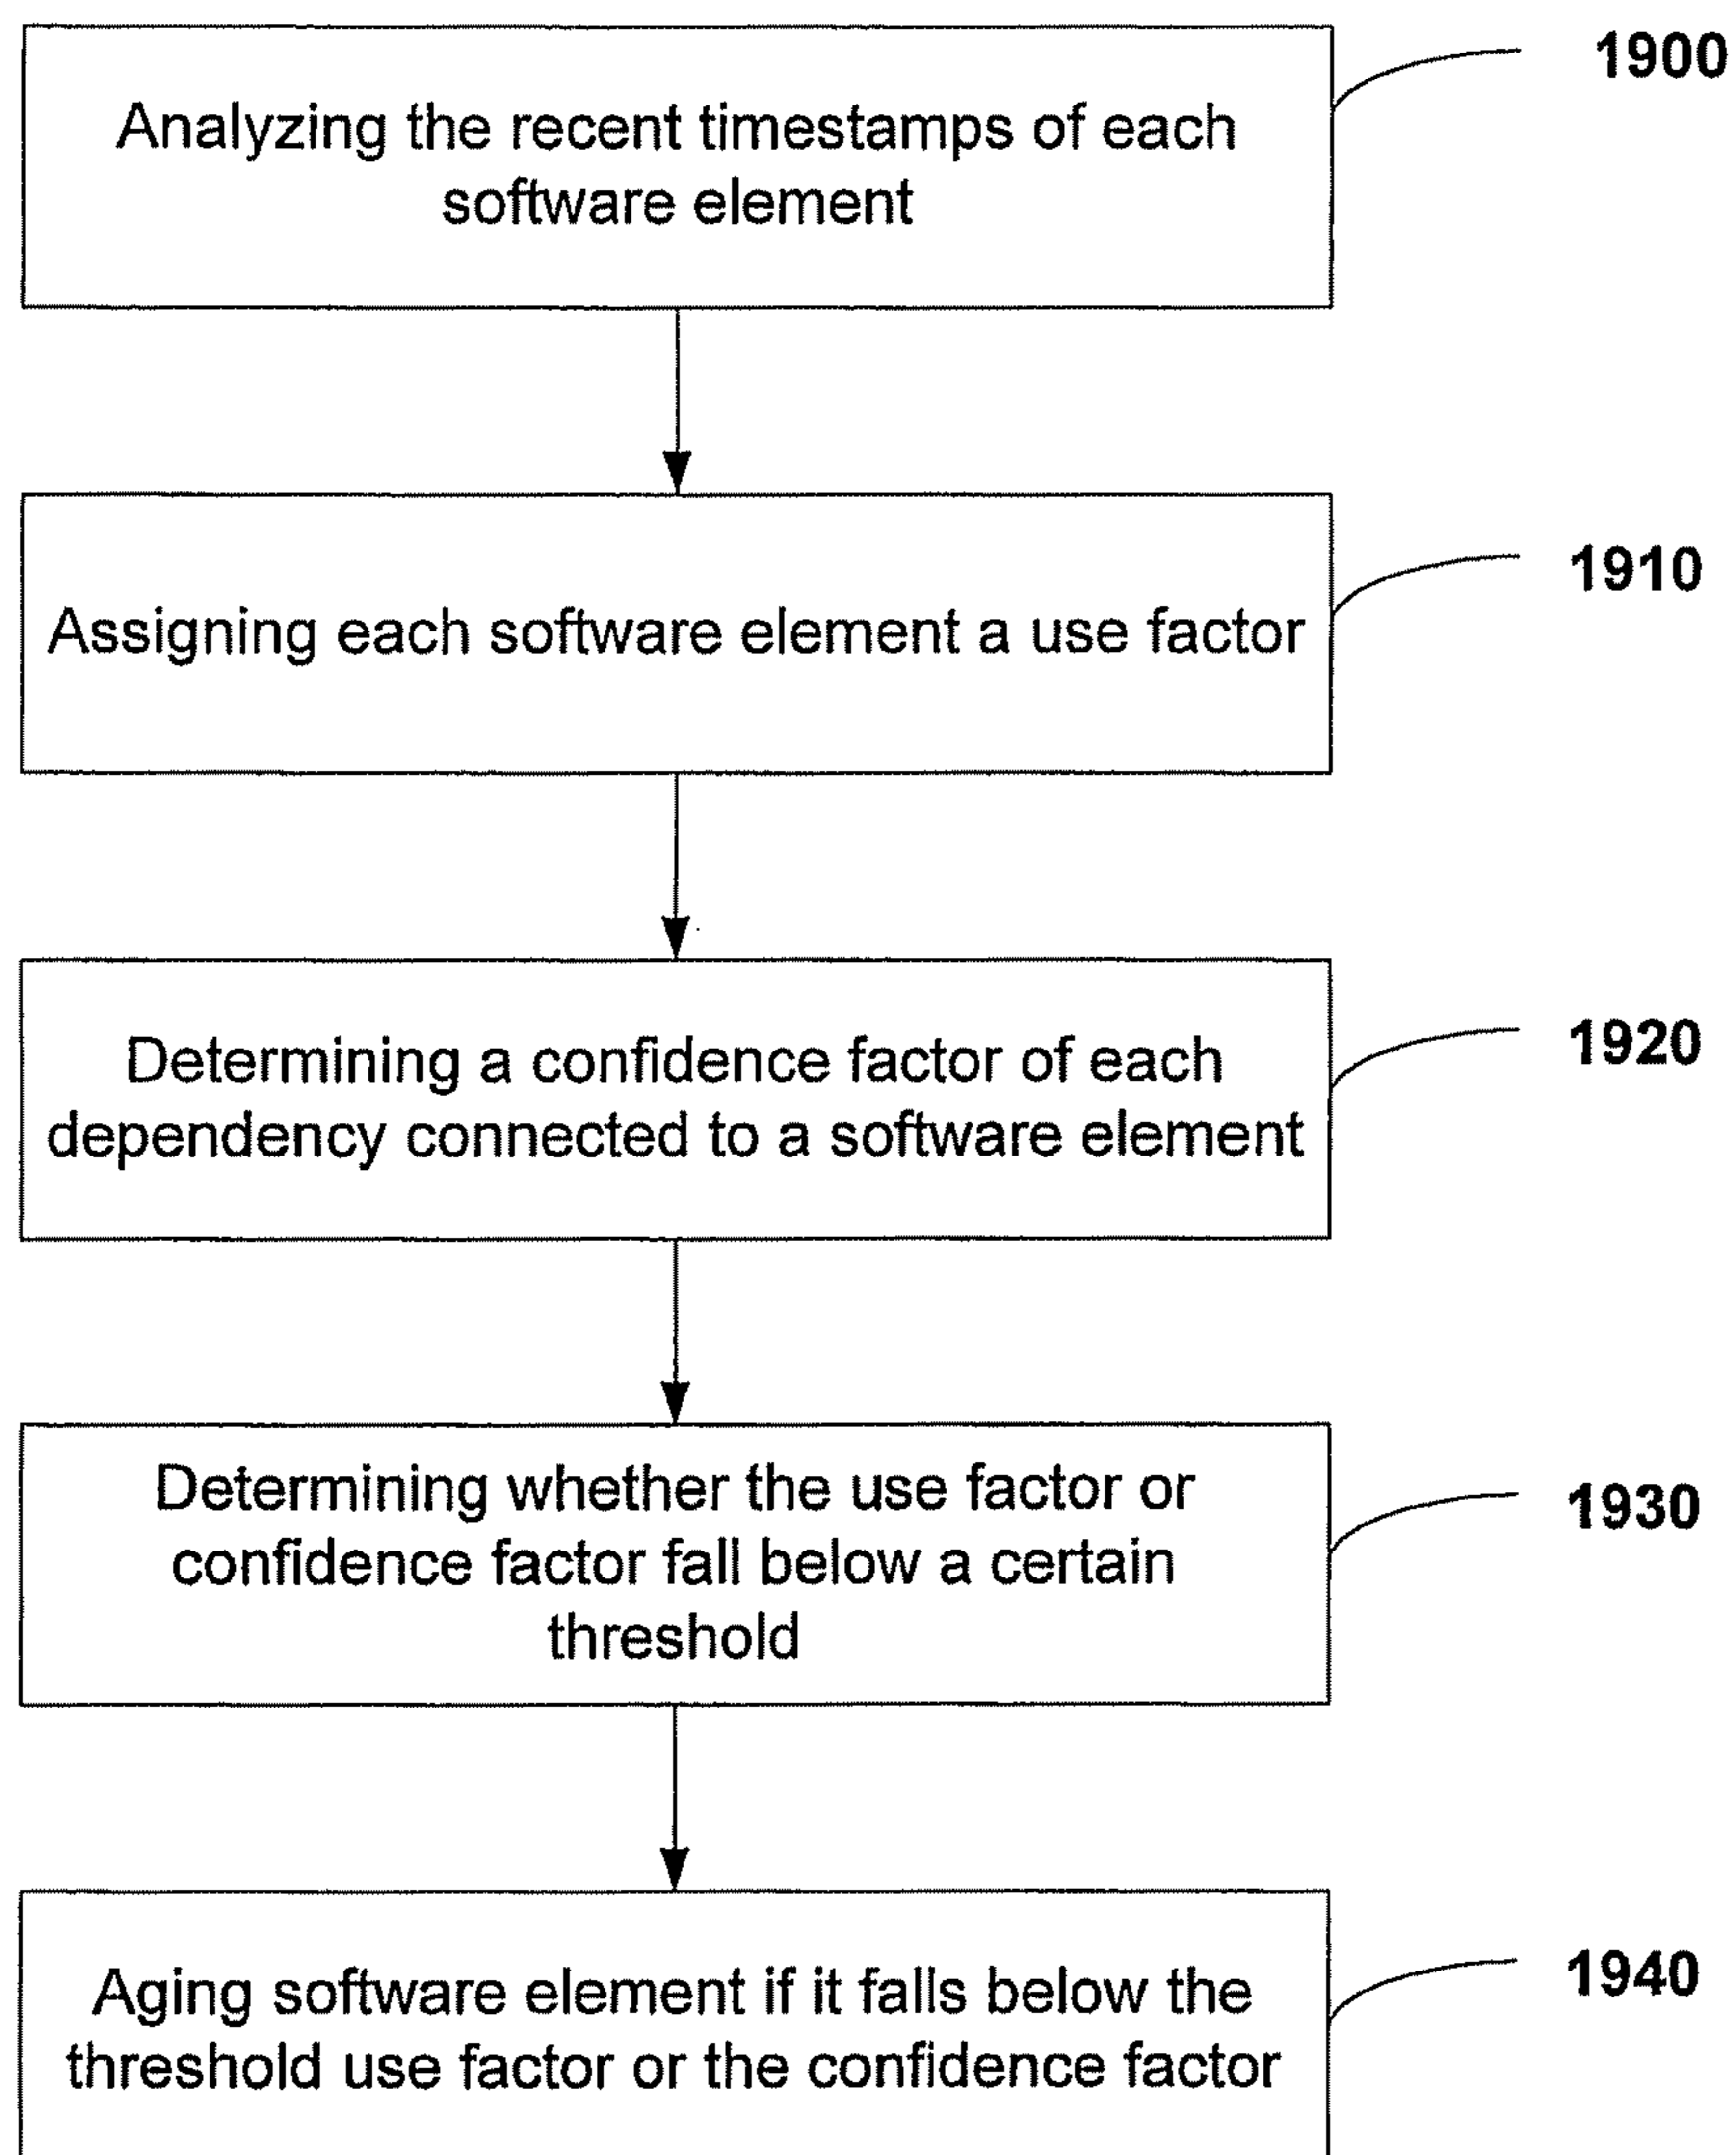 1900
Analyzing the recent timestamps of each
software element
1910
Assigning each software element a use factor
1920
Determining a confidence factor of each
dependency connected to a software element
1930
Determining whether the use factor or
confidence factor fall below a certain
threshold
1940
Aging software element if it falls below the
threshold use factor or the confidence factor